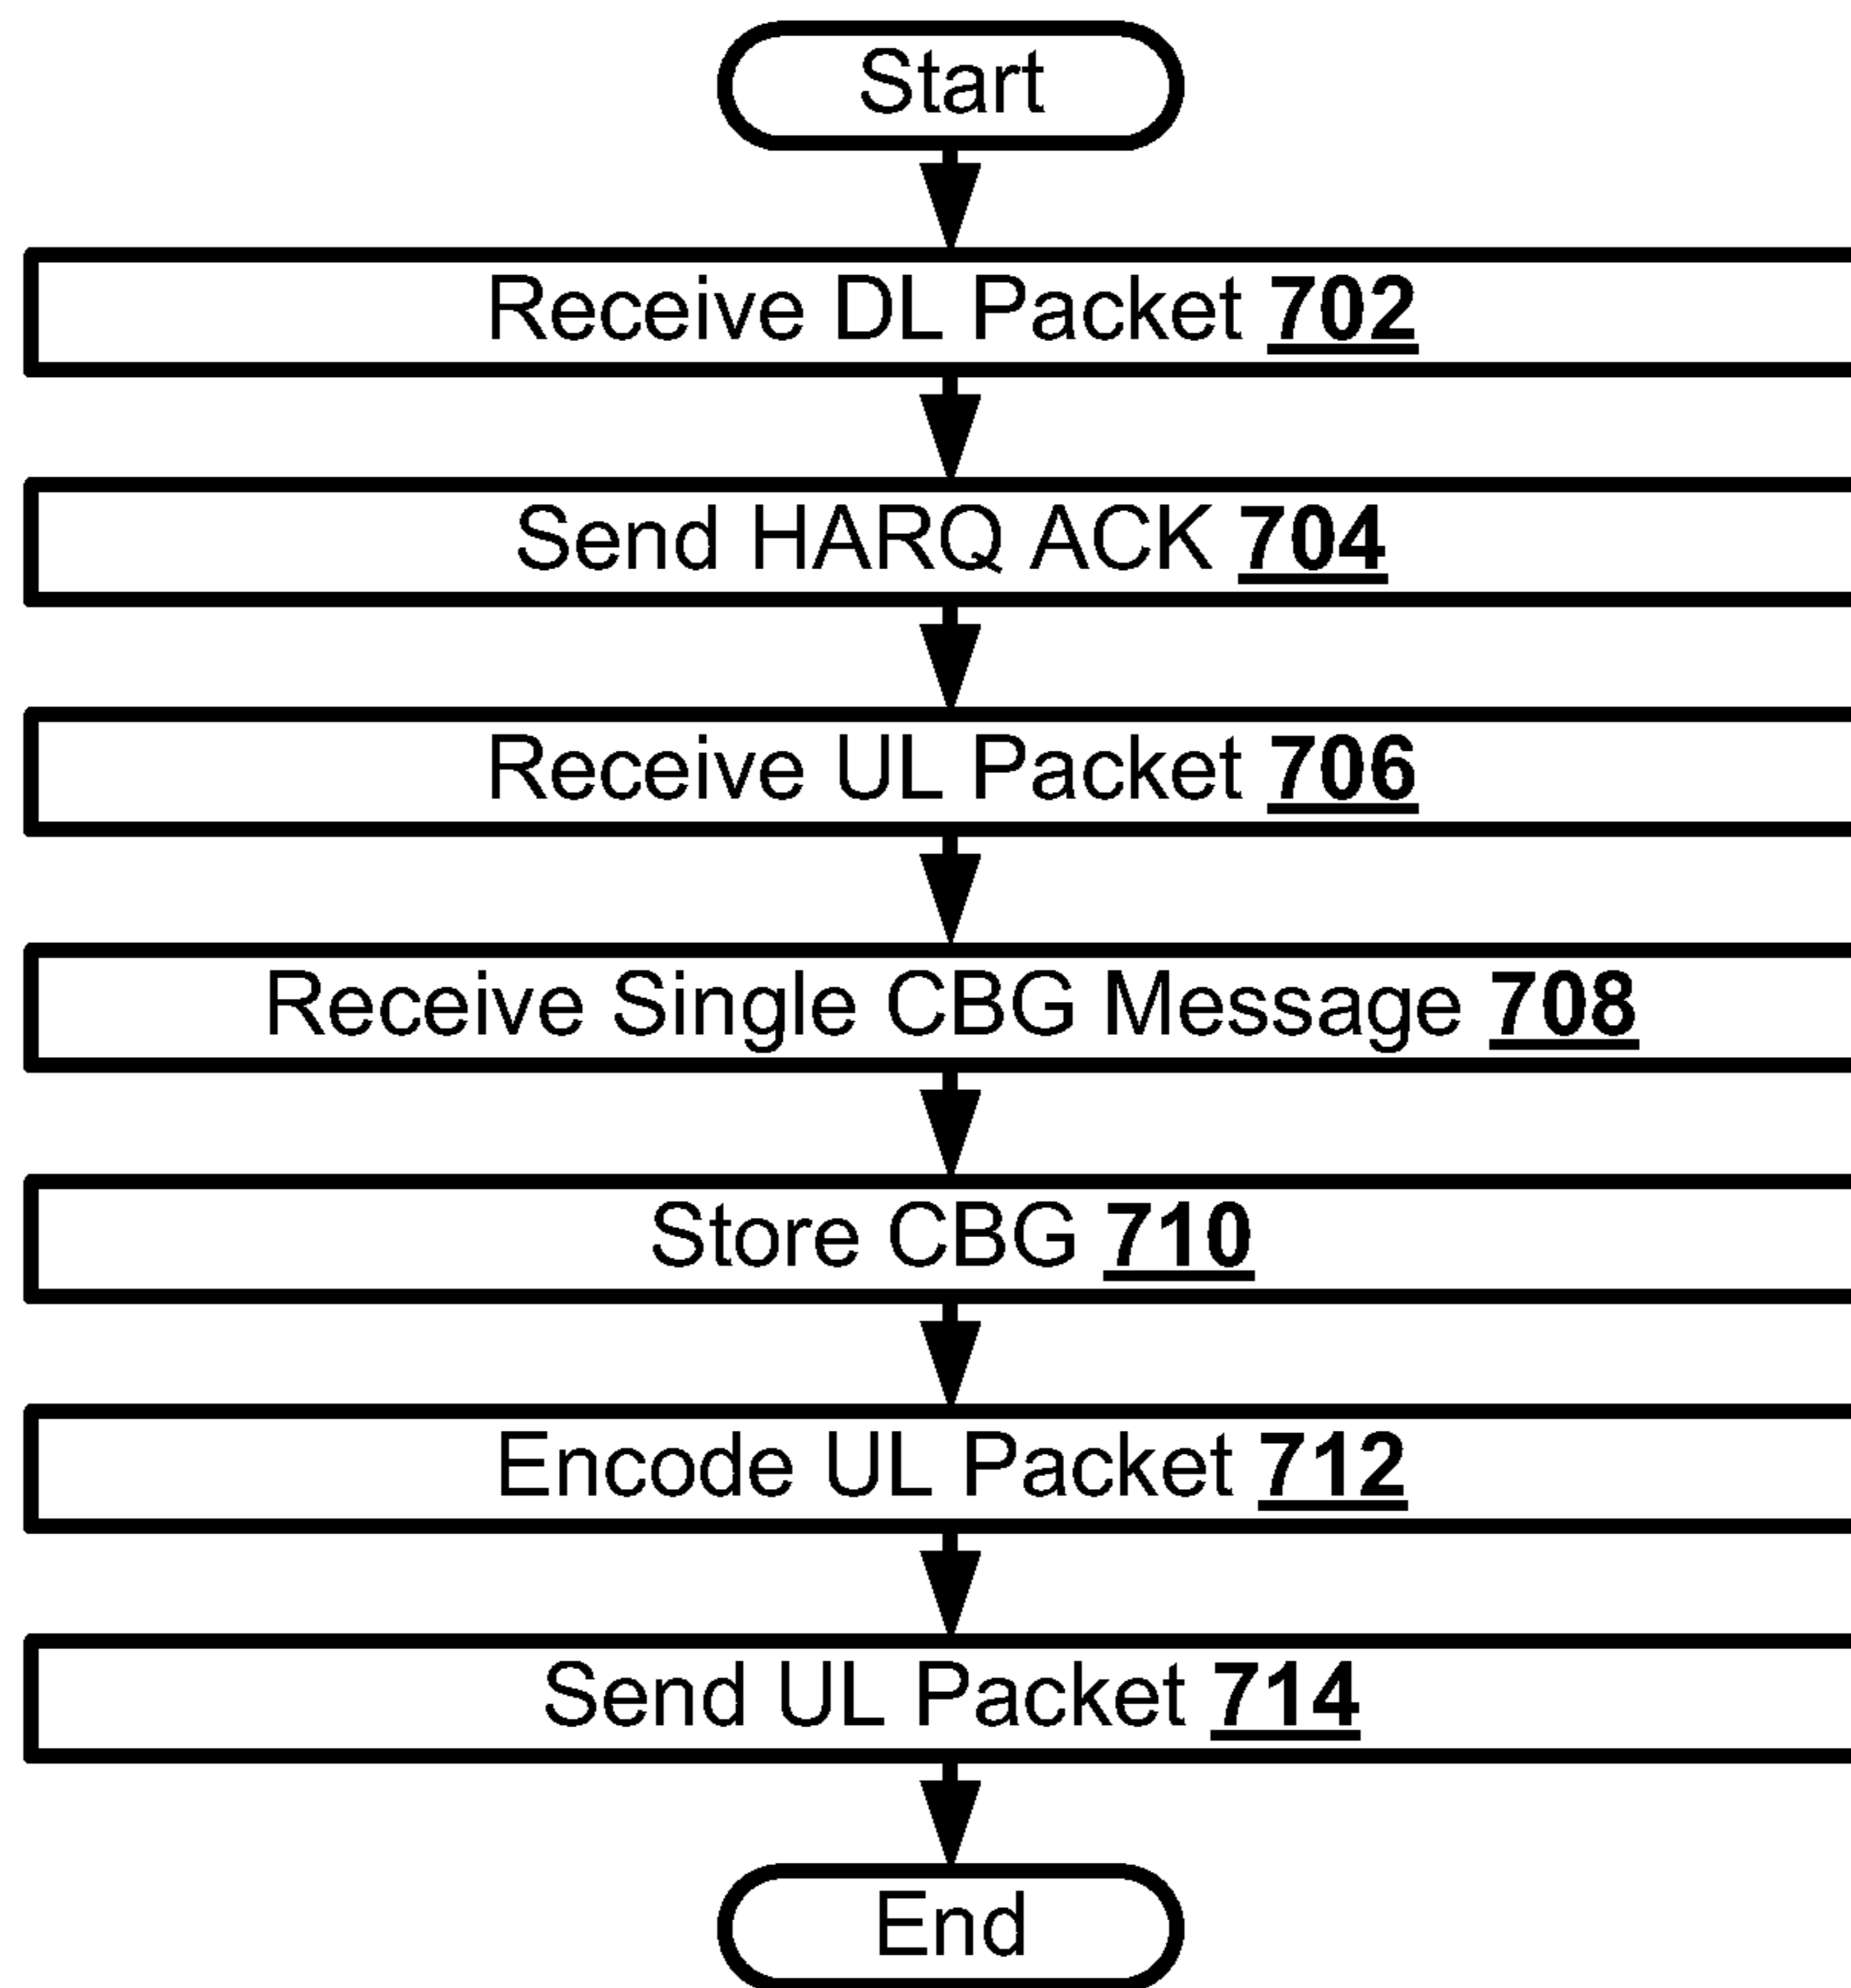 Start
Receive DL Packet 702
Send HARQ ACK 704
Receive UL Packet 706
Receive Single CBG Message 708
Store CBG 710
Encode UL Packet 712
Send UL Packet 714
End